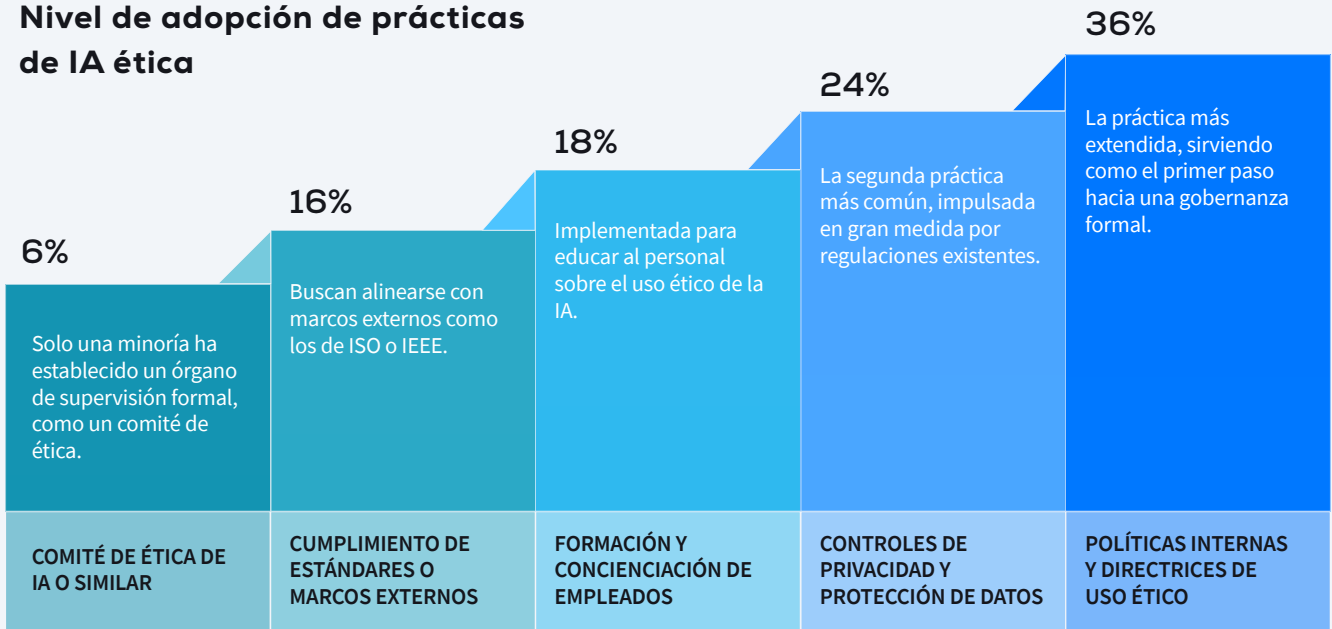 Nivel de adopción de prácticas
de IA ética
6%
Solo una minoría ha
establecido un órgano
de supervisión formal,
como un comité de
ética.
COMITÉ DE ÉTICA DE
IA O SIMILAR
16%
Buscan alinearse con
marcos externos como
los de ISO o IEEE.
CUMPLIMIENTO DE
ESTÁNDARES O
MARCOS EXTERNOS
18%
Implementada para
educar al personal
sobre el uso ético de la
IA.
FORMACIÓN Y
CONCIENCIACIÓN DE
EMPLEADOS
24%
La segunda práctica
más común, impulsada
en gran medida por
regulaciones existentes.
CONTROLES DE
PRIVACIDAD Y
PROTECCIÓN DE DATOS
36%
La práctica más
extendida, sirviendo
como el primer paso
hacia una gobernanza
formal.
POLÍTICAS INTERNAS
Y DIRECTRICES DE
USO ÉTICO